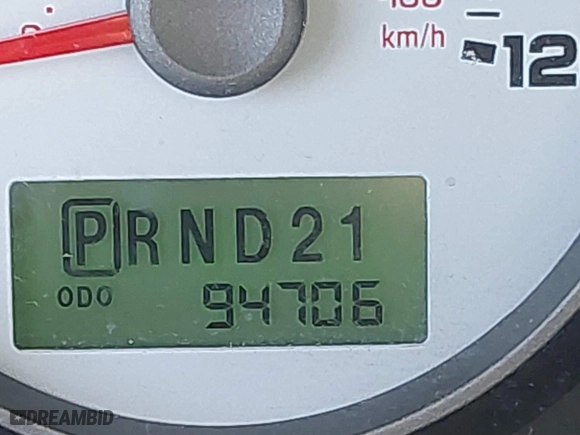 km/h
12
PRND21
ODO 94706
DREAMBID